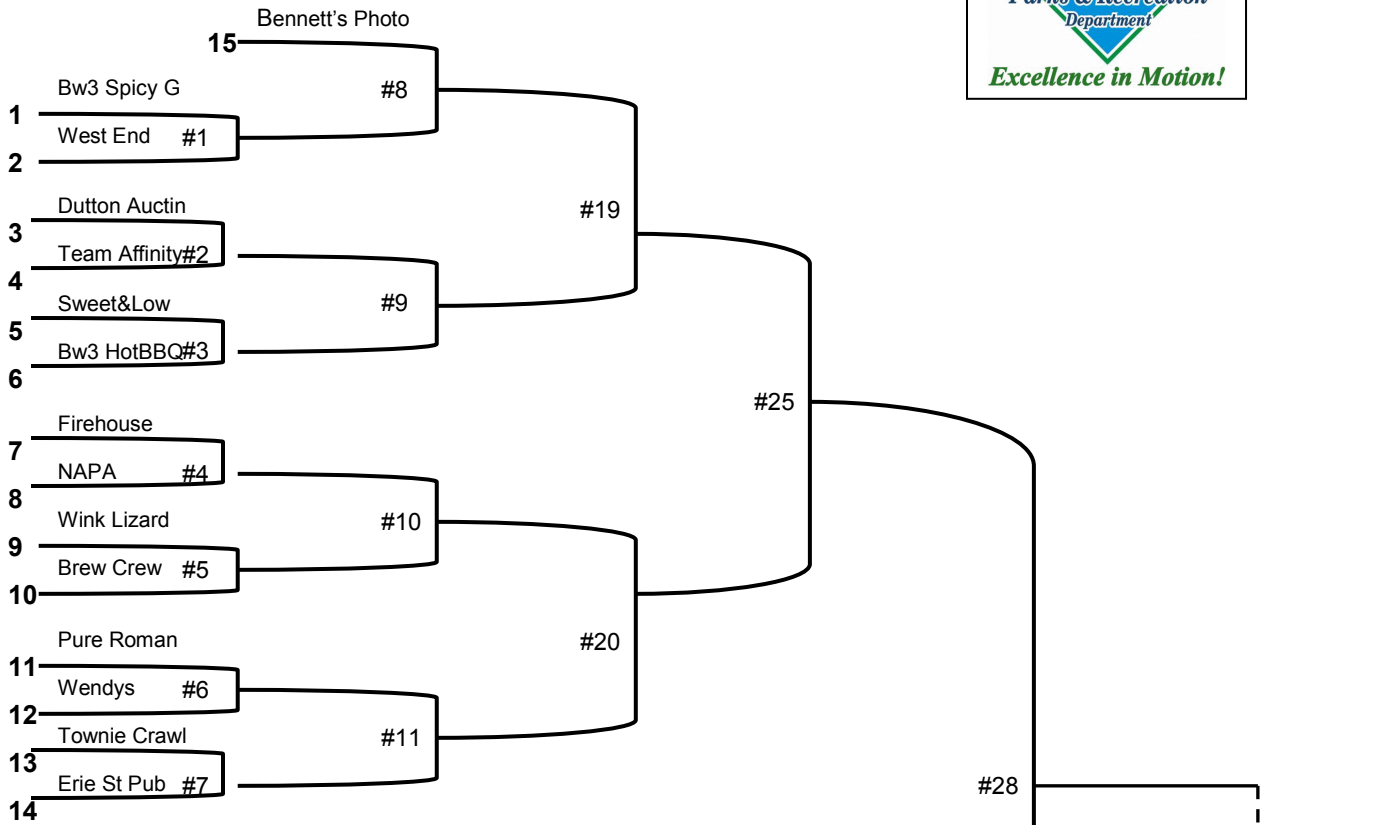 Bennett's Photo
15
Parks & Recreation
Department
Excellence in Motion!
#8
Bw3 Spicy G
1
West End #1
2
Dutton Auctin
3
#19
Team Affinity#2
4
Sweet&Low
#9
5
Bw3 HotBBQ#3
6
#25
Firehouse
7
NAPA #4
8
Wink Lizard
#10
9
Brew Crew #5
10
Pure Roman
#20
11
Wendys #6
12
Townie Crawl
#11
13
Erie St Pub #7
#28
14